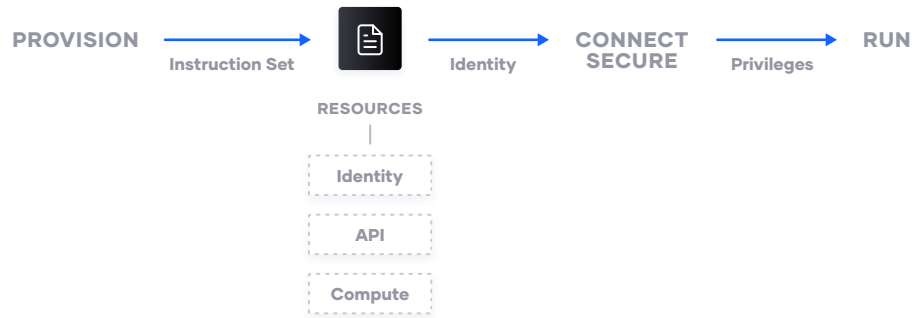 PROVISION
Instruction Set
Identity
CONNECT
SECURE
Privileges
RUN
RESOURCES
Identity
API
Compute